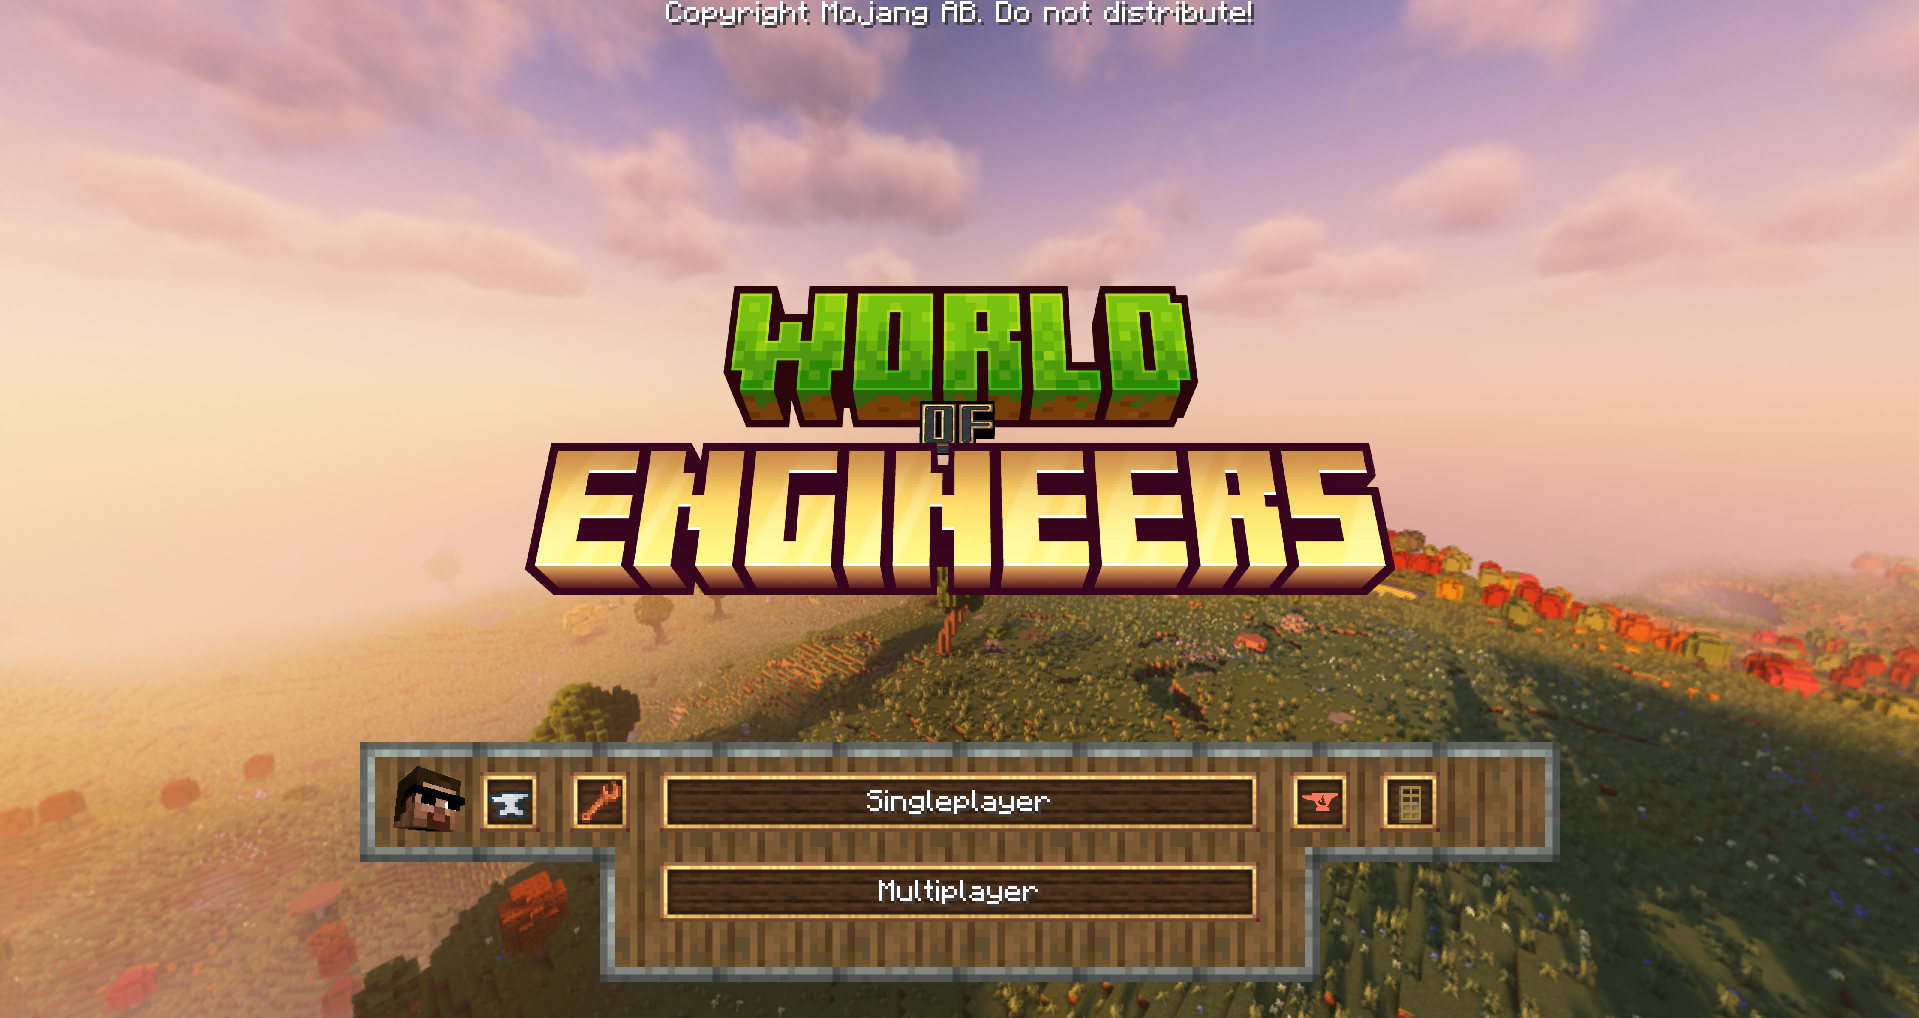 Copyright Mojang AB. Do not distribute!
WORLD
OF
ENGINEERS
Singleplayer
Multiplayer